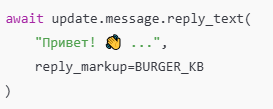 await update.message.reply_text(
    "Привет! 👏 ...",
    reply_markup=BURGER_KB
)